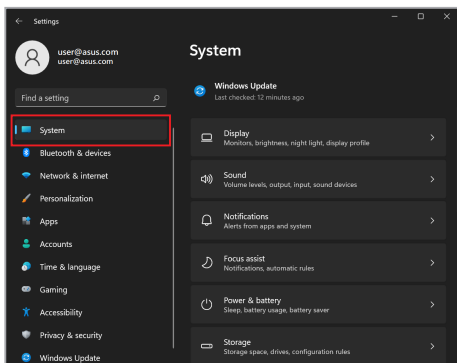 Settings
user@asus.com
user@asus.com
Find a setting
System
Bluetooth & devices
Network & internet
Personalization
Apps
Accounts
Time & language
Gaming
Accessibility
Privacy & security
Windows Update
System
Windows Update
Last checked: 12 minutes ago
Display
Monitors, brightness, night light, display profile
Sound
Volume levels, output, input, sound devices
Notifications
Alerts from apps and system
Focus assist
Notifications, automatic rules
Power & battery
Sleep, battery usage, battery saver
Storage
Storage space, drives, configuration rules